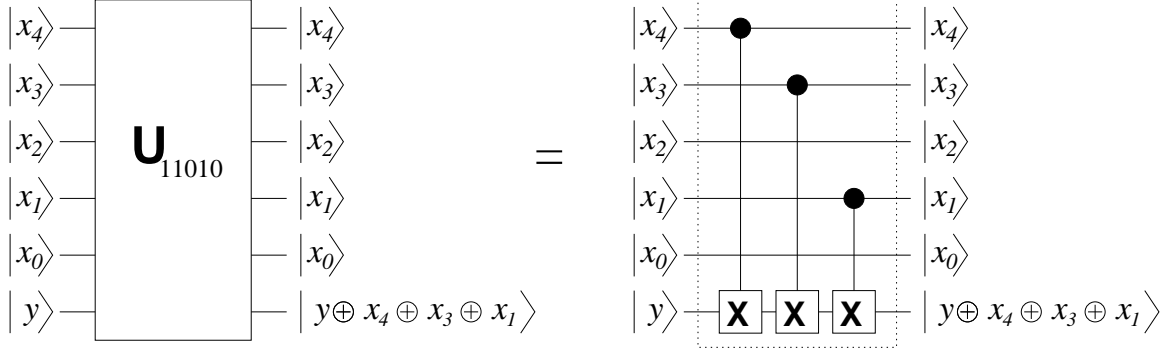 |x₄⟩ |x₄⟩ |x₄⟩ |x₄⟩
|x₃⟩ |x₃⟩ |x₃⟩ |x₃⟩
|x₂⟩ U₁₁₀₁₀ |x₂⟩ = |x₂⟩ |x₂⟩
|x₁⟩ |x₁⟩ |x₁⟩ |x₁⟩
|x₀⟩ |x₀⟩ |x₀⟩ |x₀⟩
|y⟩ |y⊕ x₄ ⊕ x₃ ⊕ x₁⟩ |y⟩ X X X |y⊕ x₄ ⊕ x₃ ⊕ x₁⟩